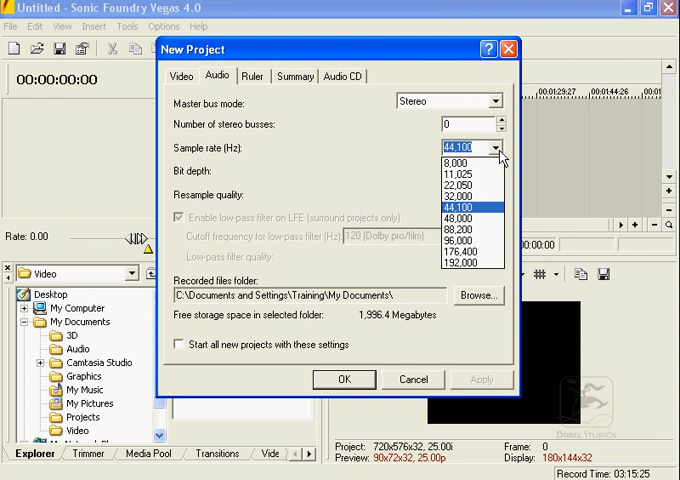 Untitled - Sonic Foundry Vegas 4.0
File Edit View Insert Tools Options Help
New Project
00:00:00:00
Video Audio Ruler Summary Audio CD
Master bus mode: Stereo
Number of stereo busses: 0
Sample rate (Hz): 44,100
8,000
11,025
22,050
32,000
44,100
48,000
88,200
96,000
176,400
192,000
Bit depth:
Resample quality:
Enable low-pass filter on LFE (surround projects only)
Cutoff frequency for low-pass filter (Hz): 120 (Dolby pro/film)
Low-pass filter quality:
Recorded files folder:
C:\Documents and Settings\Training\My Documents\ Browse...
Free storage space in selected folder: 1,996.4 Megabytes
Start all new projects with these settings
OK Cancel Apply
00:01:29:27 00:01:44:26
Rate: 0.00
00:00:00
Video
Desktop
My Computer
My Documents
3D
Audio
Camtasia Studio
Graphics
My Music
My Pictures
Projects
Video
Explorer Trimmer Media Pool Transitions
Babel Studios
Project: 720x576x32, 25.00i Frame: 0
Preview: 90x72x32, 25.00p Display: 180x144x32
Record Time: 03:15:25